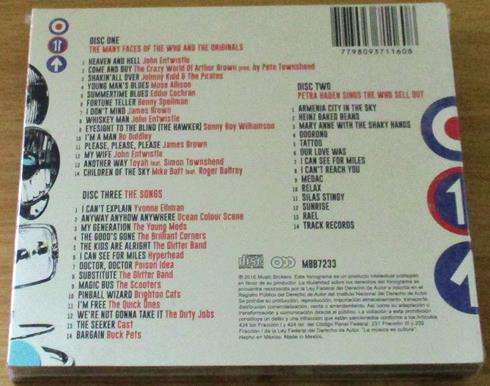 DISC ONE
THE MANY FACES OF THE WHO AND THE ORIGINALS
1 HEAVEN AND HELL John Entwistle
2 COME AND BUY The Crazy World Of Arthur Brown prod. by Pete Townshend
3 SHAKIN' ALL OVER Johnny Kidd & The Pirates
4 YOUNG MAN'S BLUES Mose Allison
5 SUMMERTIME BLUES Eddie Cochran
6 FORTUNE TELLER Benny Spellman
7 I DON'T MIND James Brown
8 WHISKEY MAN John Entwistle
9 EYESIGHT TO THE BLIND (THE HAWKER) Sonny Boy Williamson
10 I'M A MAN Bo Diddley
11 PLEASE, PLEASE, PLEASE James Brown
12 MY WIFE John Entwistle
13 ANOTHER WAY Toyah feat. Simon Townshend
14 CHILDREN OF THE SKY Mike Batt feat. Roger Daltrey
DISC THREE THE SONGS
1 I CAN'T EXPLAIN Yvonne Elliman
2 ANYWAY ANYHOW ANYWHERE Ocean Colour Scene
3 MY GENERATION The Young Mods
4 THE GOOD'S GONE The Brilliant Corners
5 THE KIDS ARE ALRIGHT The Dirtter Band
6 I CAN SEE FOR MILES Hyperhead
7 DOCTOR, DOCTOR Poison Idea
8 SUBSTITUTE The Glitter Band
9 MAGIC BUS The Scooters
10 PINBALL WIZARD Brighton Cats
11 I'M FREE The Quick Ones
12 WE'RE NOT GONNA TAKE IT The Dirty Jobs
13 THE SEEKER Cast
14 BARGAIN Buck Pets
7798093711608
DISC TWO
PETRA HADEN SINGS THE WHO SELL OUT
1 ARMENIA CITY IN THE SKY
2 HEINZ BAKED BEANS
3 MARY ANNE WITH THE SHAKY HANDS
4 ODORONO
5 TATTOO
6 OUR LOVE WAS
7 I CAN SEE FOR MILES
8 I CAN'T REACH YOU
9 MEDAC
10 RELAX
11 SILAS STINGY
12 SUNRISE
13 RAEL
14 TRACK RECORDS
MBB7233